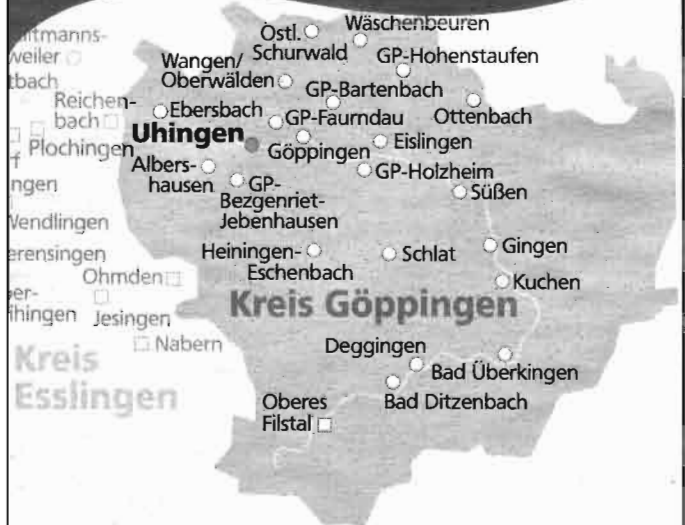 Östl.
Schurwald
Wäschenbeuren
GP-Hohenstaufen
Wangen/
Oberwälden
GP-Bartenbach
Ottenbach
Reichen-
bach
Ebersbach
GP-Faurndau
Uhingen
Plochingen
Göppingen
Eislingen
Albers-
hausen
GP-Holzheim
GP-
Bezgenriet-
Jebenhausen
Süßen
Wendlingen
Heiningen-
Eschenbach
Schlat
Gingen
Ohmden
Kuchen
Jesingen
Kreis Göppingen
Nabern
Kreis
Esslingen
Deggingen
Bad Überkingen
Bad Ditzenbach
Oberes
Filstal